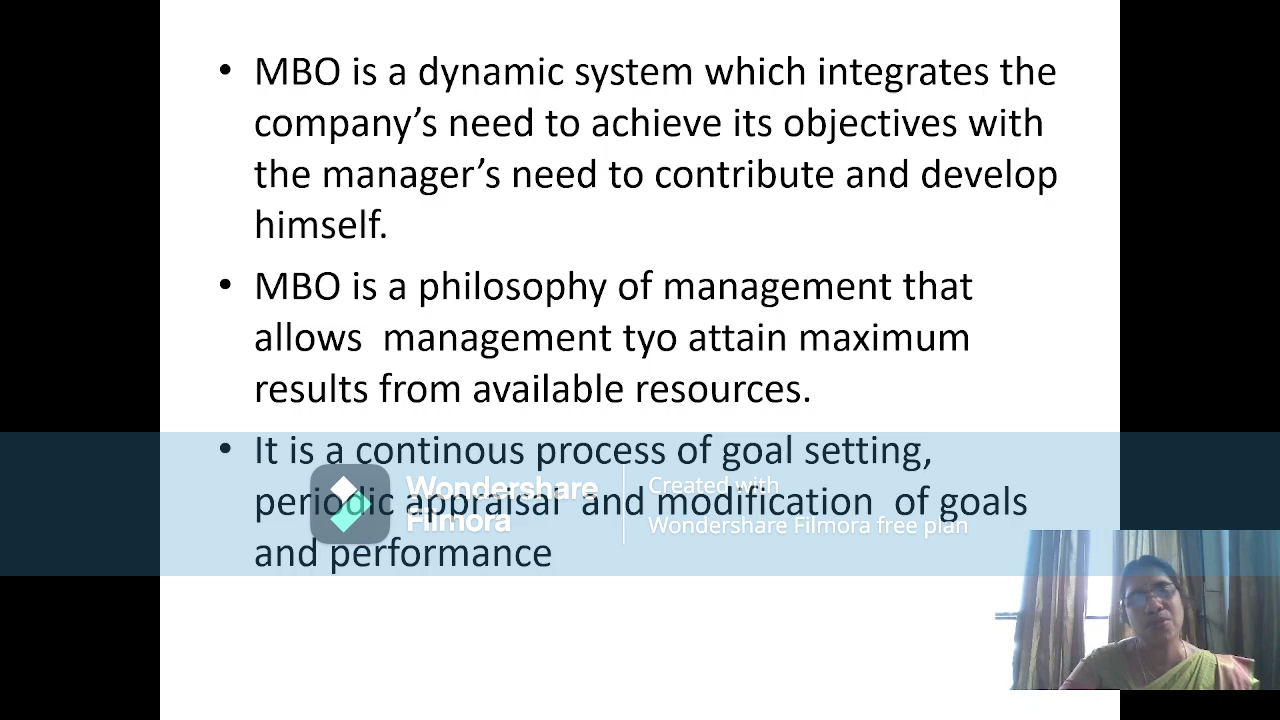 • MBO is a dynamic system which integrates the
company’s need to achieve its objectives with
the manager’s need to contribute and develop
himself.
• MBO is a philosophy of management that
allows  management tyo attain maximum
results from available resources.
• It is a continous process of goal setting,
periodic appraisal  and modification  of goals
and performance
Wondershare
Filmora
Created with
Wondershare Filmora free plan